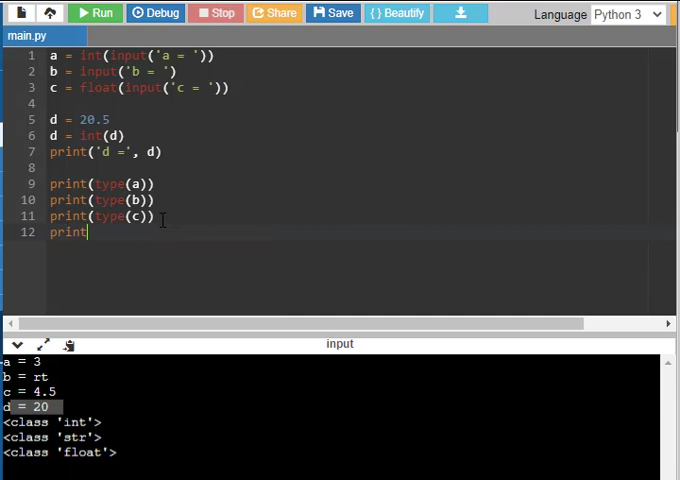 Run Debug Stop Share Save { } Beautify Language Python 3
main.py
1 a = int(input('a = '))
2 b = input('b = ')
3 c = float(input('c = '))
4
5 d = 20.5
6 d = int(d)
7 print('d =', d)
8
9 print(type(a))
10 print(type(b))
11 print(type(c))
12 print
input
a = 3
b = rt
c = 4.5
d = 20
<class 'int'>
<class 'str'>
<class 'float'>